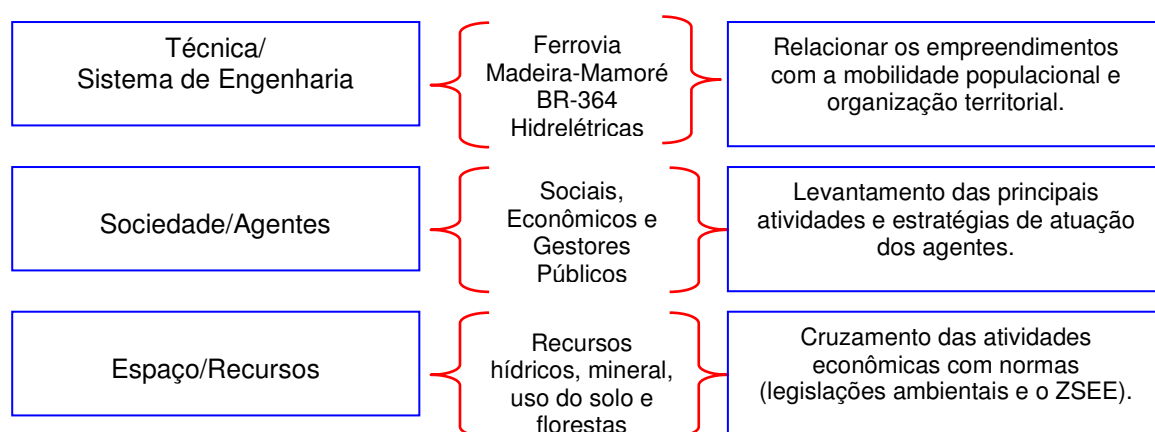 Técnica/
Sistema de Engenharia
Ferrovia
Madeira-Mamoré
BR-364
Hidrelétricas
Relacionar os empreendimentos
com a mobilidade populacional e
organização territorial.
Sociedade/Agentes
Sociais,
Econômicos e
Gestores
Públicos
Levantamento das principais
atividades e estratégias de atuação
dos agentes.
Espaço/Recursos
Recursos
hídricos, mineral,
uso do solo e
florestas
Cruzamento das atividades
econômicas com normas
(legislações ambientais e o ZSEE).